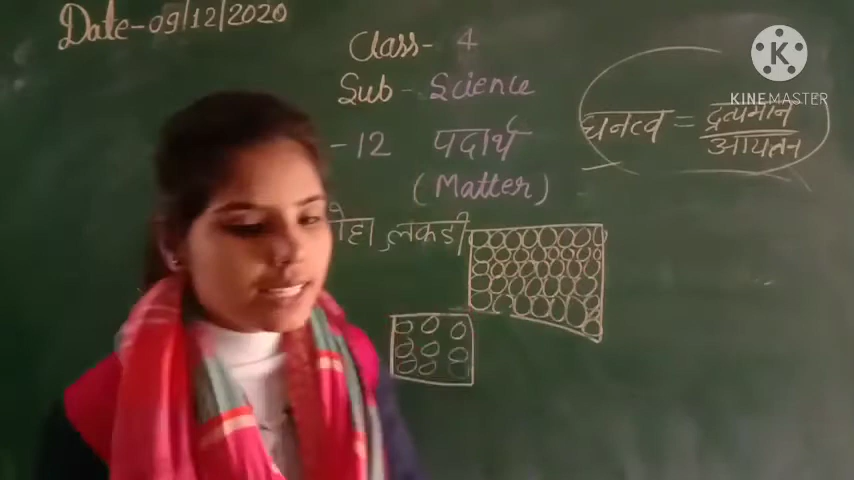 Date-09/12/2020
Class- 4
Sub- Science
-12 पदार्थ
(Matter)
लोहा, लकडी
घनत्व = द्रव्यमान
आयतन
KINEMASTER